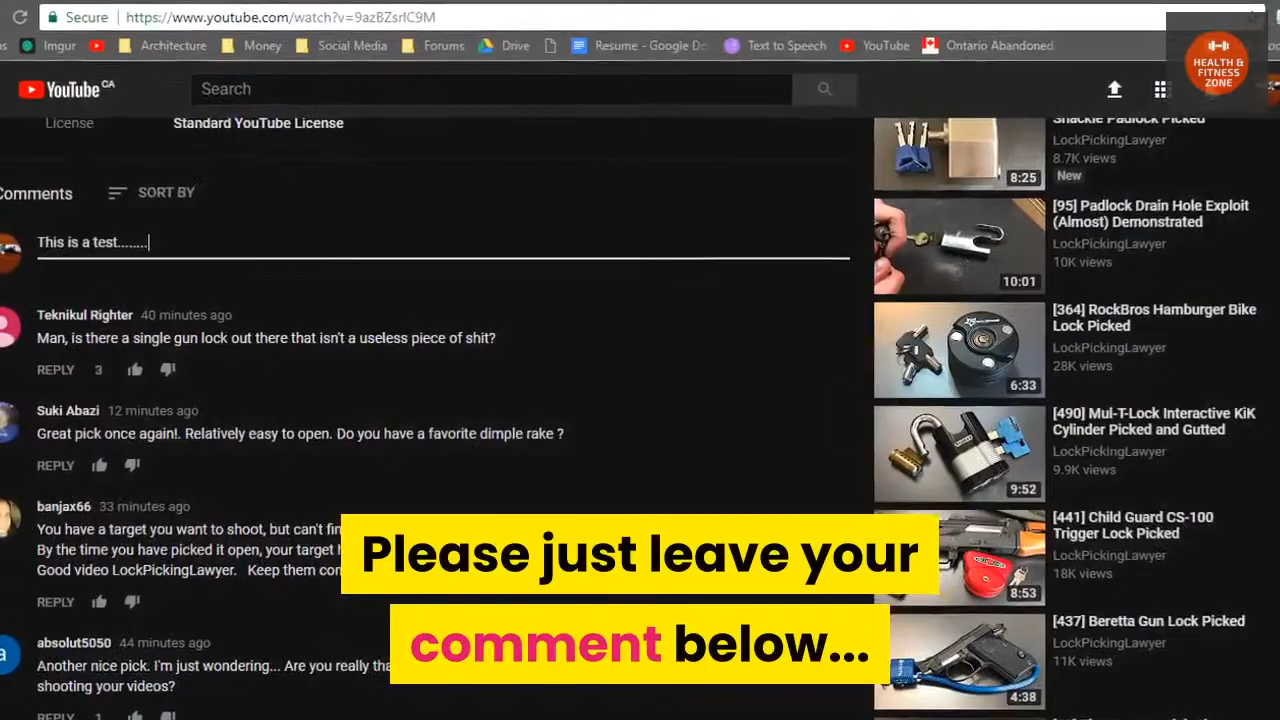 Secure https://www.youtube.com/watch?v=9azBZsrIC9M
Imgur Architecture Money Social Media Forums Drive Resume - Google Do Text to Speech YouTube Ontario Abandoned
HEALTH &
FITNESS
ZONE
YouTube CA
Search
License Standard YouTube License
Comments SORT BY
This is a test........
Teknikul Righter 40 minutes ago
Man, is there a single gun lock out there that isn't a useless piece of shit?
REPLY 3
Suki Abazi 12 minutes ago
Great pick once again!. Relatively easy to open. Do you have a favorite dimple rake ?
REPLY
banjax66 33 minutes ago
You have a target you want to shoot, but can't
By the time you have picked it open, your target
Good video LockPickingLawyer. Keep them
REPLY
absolut5050 44 minutes ago
Another nice pick. I'm just wondering... Are you really
shooting your videos?
REPLY 1
Shackle Padlock Picked
LockPickingLawyer
8.7K views
New
8:25
[95] Padlock Drain Hole Exploit
(Almost) Demonstrated
LockPickingLawyer
10K views
10:01
[364] RockBros Hamburger Bike
Lock Picked
LockPickingLawyer
28K views
6:33
[490] Mul-T-Lock Interactive KiK
Cylinder Picked and Gutted
LockPickingLawyer
9.9K views
9:52
[441] Child Guard CS-100
Trigger Lock Picked
LockPickingLawyer
18K views
8:53
[437] Beretta Gun Lock Picked
LockPickingLawyer
11K views
4:38
Please just leave your
comment below...